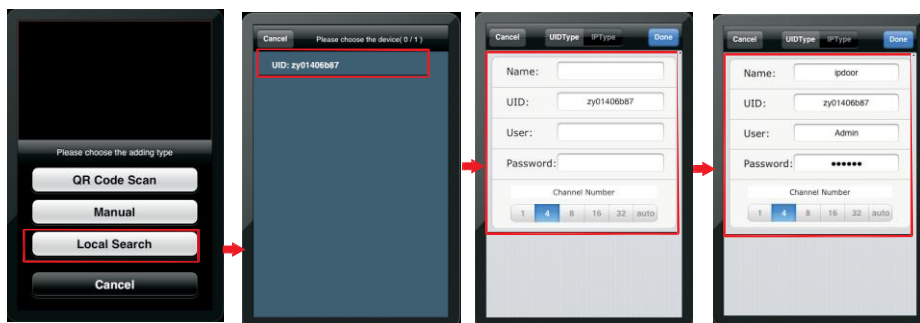 Please choose the adding type
QR Code Scan
Manual
Local Search
Cancel
Cancel Please choose the device( 0 / 1 )
UID: zy01406b87
Cancel UIDType IPType Done
Name:
UID: zy01406b87
User:
Password:
Channel Number
1 4 8 16 32 auto
Cancel UIDType IPType Done
Name: ipdoor
UID: zy01406b87
User: Admin
Password: ••••••
Channel Number
1 4 8 16 32 auto